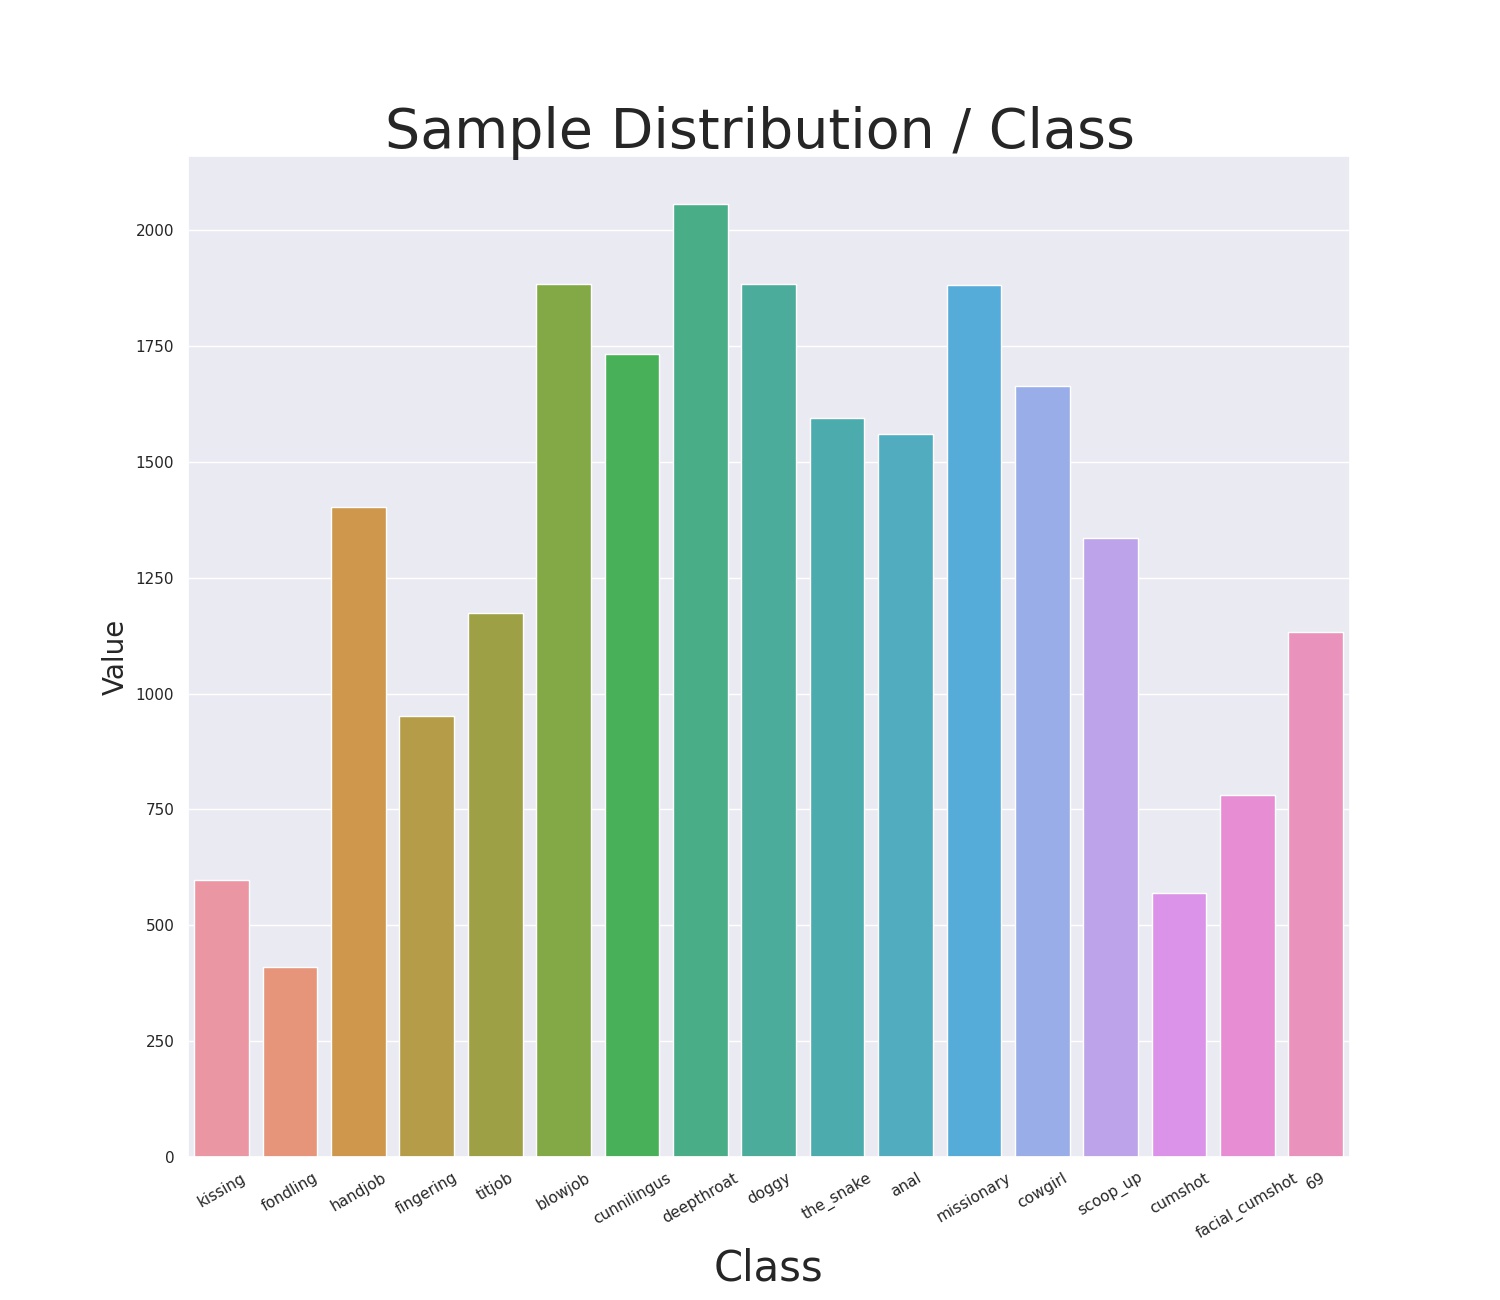 Sample Distribution / Class
2000
1750
1500
1250
1000
750
500
250
0
Value
kissing
fondling
handjob
fingering
titjob
blowjob
cunnilingus
deepthroat
doggy
the_snake
anal
missionary
cowgirl
scoop_up
cumshot
facial_cumshot
69
Class